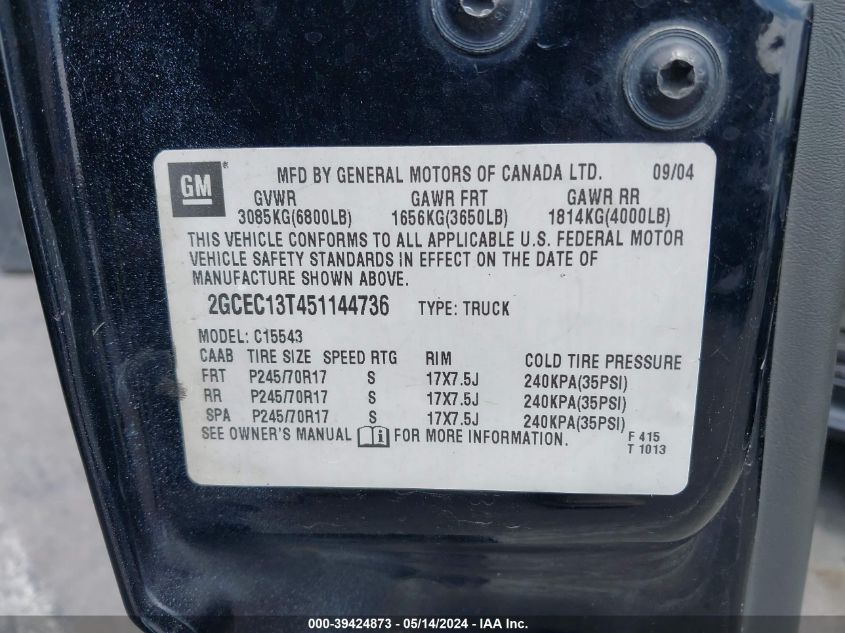 GM ® MFD BY GENERAL MOTORS OF CANADA LTD. 09/04
GVWR GAWR FRT GAWR RR
3085KG(6800LB) 1656KG(3650LB) 1814KG(4000LB)
THIS VEHICLE CONFORMS TO ALL APPLICABLE U.S. FEDERAL MOTOR
VEHICLE SAFETY STANDARDS IN EFFECT ON THE DATE OF
MANUFACTURE SHOWN ABOVE.
2GCEC13T451144736 TYPE: TRUCK
MODEL: C15543
CAAB TIRE SIZE SPEED RTG RIM COLD TIRE PRESSURE
FRT P245/70R17 S 17X7.5J 240KPA(35PSI)
RR P245/70R17 S 17X7.5J 240KPA(35PSI)
SPA P245/70R17 S 17X7.5J 240KPA(35PSI)
SEE OWNER'S MANUAL FOR MORE INFORMATION. F 415
T 1013
000-39424873 - 05/14/2024 - IAA Inc.